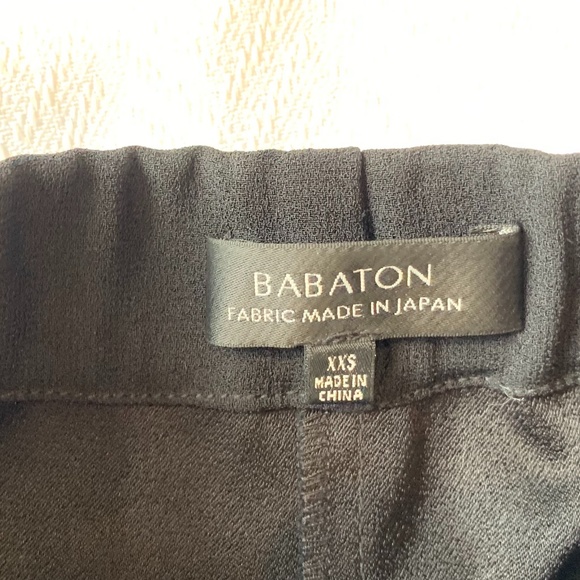 BABATON
FABRIC MADE IN JAPAN
XXS
MADE IN
CHINA